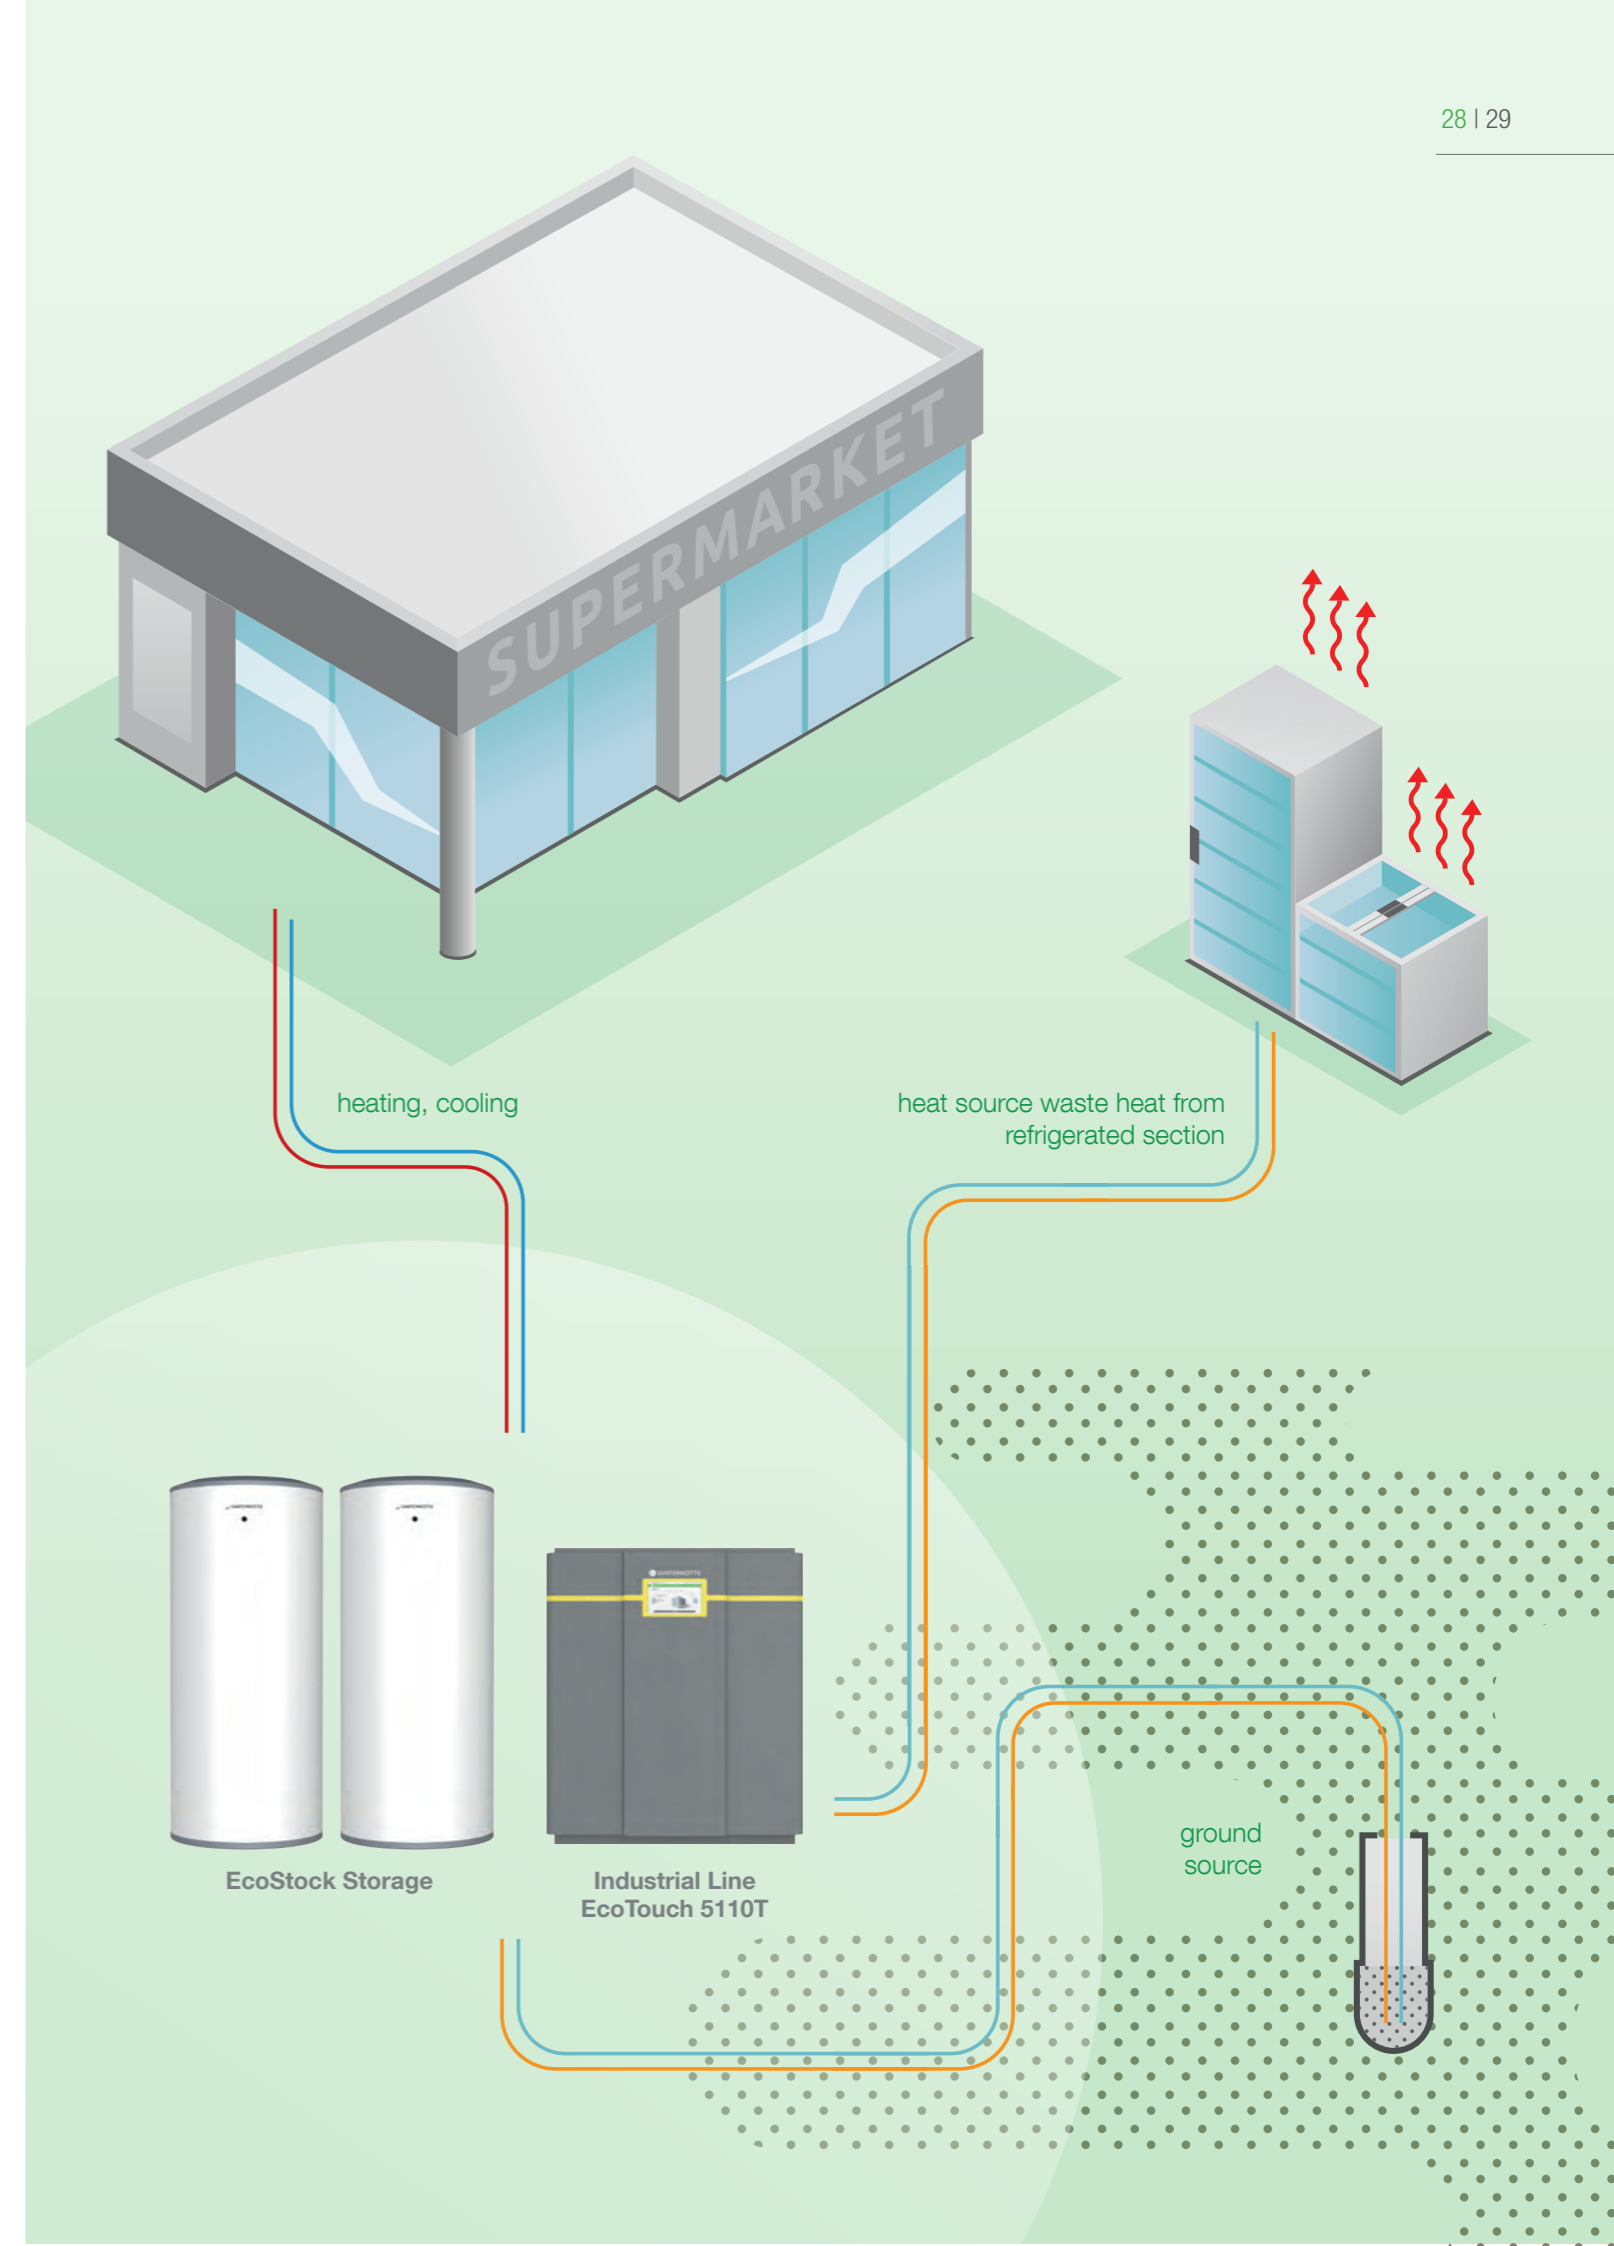 28 | 29
SUPERMARKET
heating, cooling
heat source waste heat from
refrigerated section
WATERKOTTE
EcoStock Storage
Industrial Line
EcoTouch 5110T
ground
source